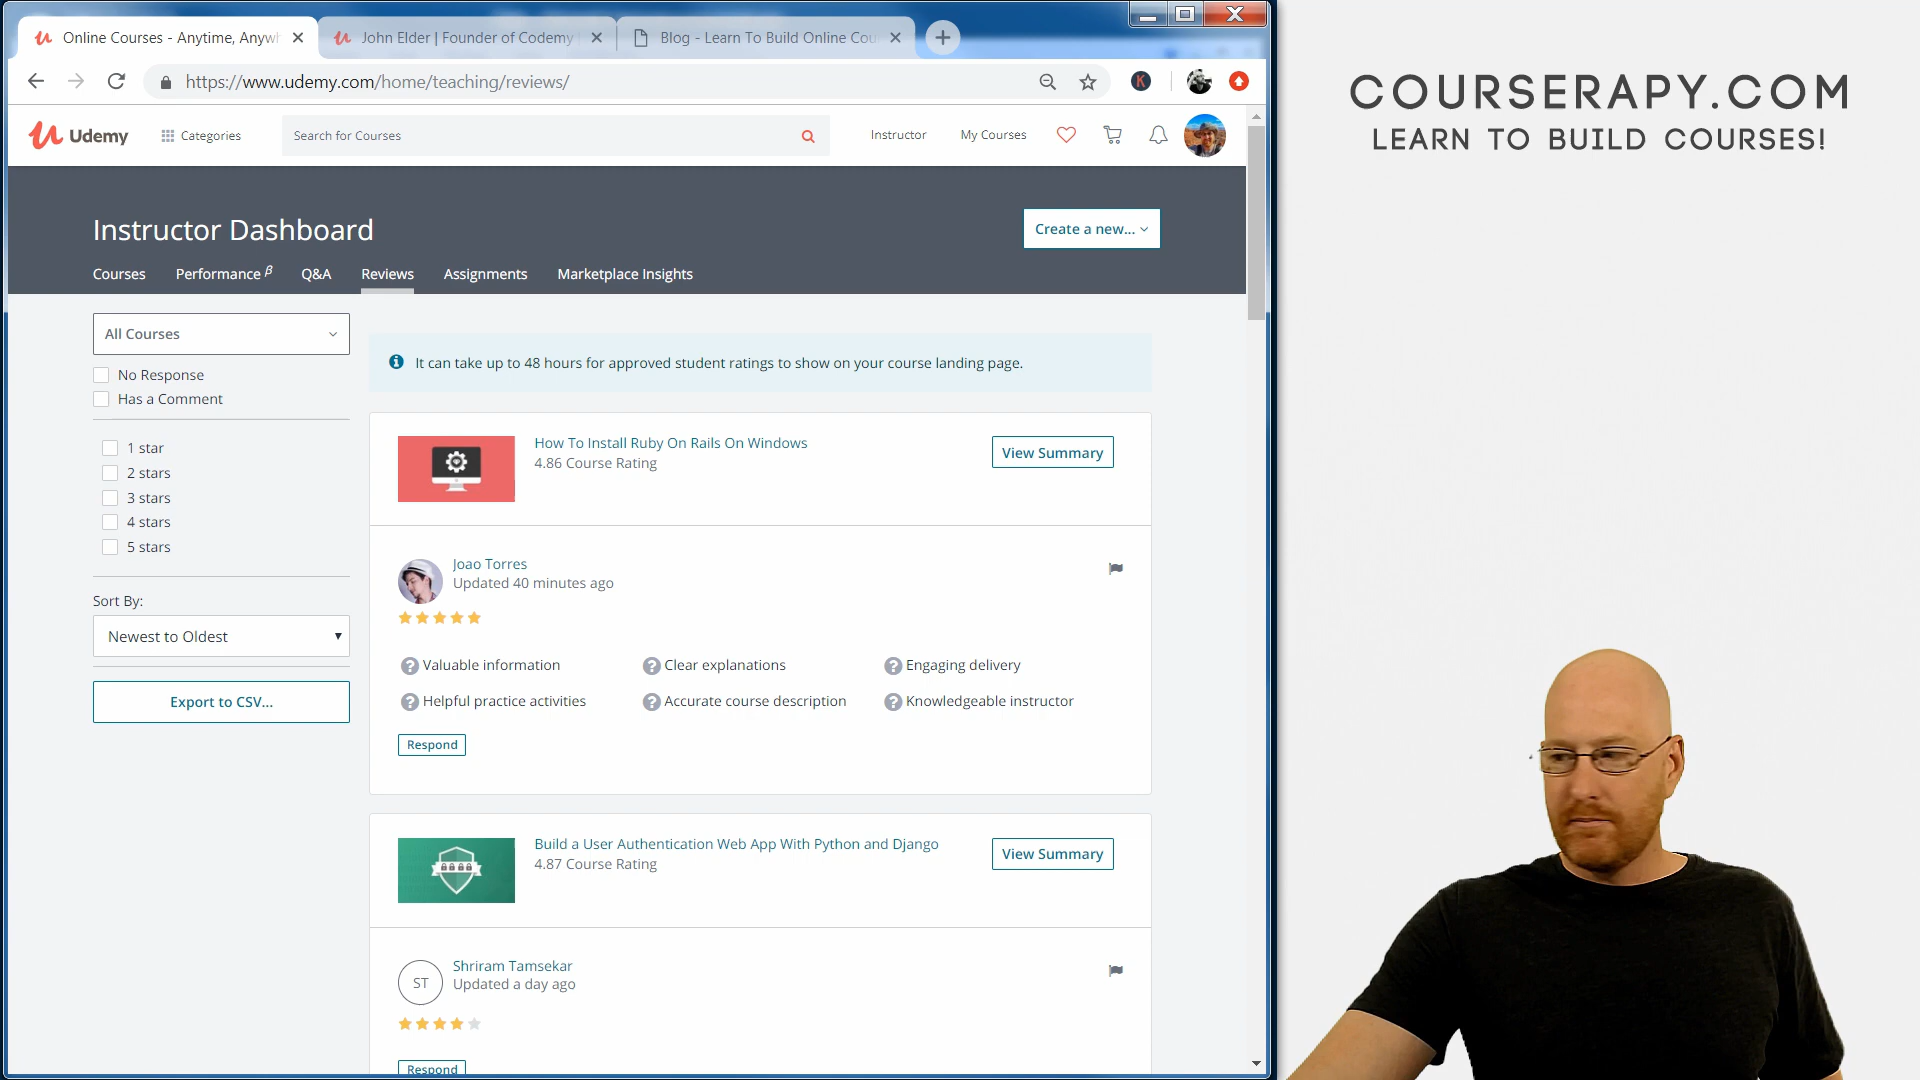 Online Courses - Anytime, Anywh
John Elder | Founder of Codemy
Blog - Learn To Build Online Cou
https://www.udemy.com/home/teaching/reviews/
K
Udemy
Categories
Search for Courses
Instructor
My Courses
Instructor Dashboard
Create a new...
Courses
Performance β
Q&A
Reviews
Assignments
Marketplace Insights
All Courses
No Response
Has a Comment
1 star
2 stars
3 stars
4 stars
5 stars
Sort By:
Newest to Oldest
Export to CSV...
It can take up to 48 hours for approved student ratings to show on your course landing page.
How To Install Ruby On Rails On Windows
4.86 Course Rating
View Summary
Joao Torres
Updated 40 minutes ago
Valuable information
Clear explanations
Engaging delivery
Helpful practice activities
Accurate course description
Knowledgeable instructor
Respond
Build a User Authentication Web App With Python and Django
4.87 Course Rating
View Summary
ST
Shriram Tamsekar
Updated a day ago
Respond
COURSERAPY.COM
LEARN TO BUILD COURSES!